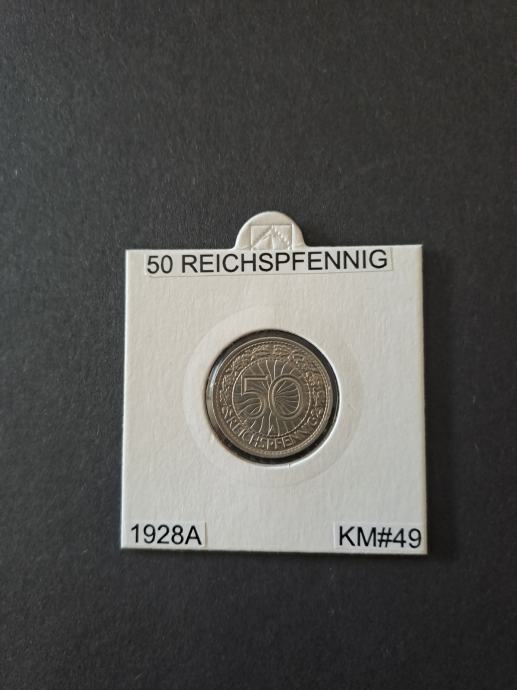 50 REICHSPFENNIG
50
REICHSPFENNIG
A
1928A
KM#49